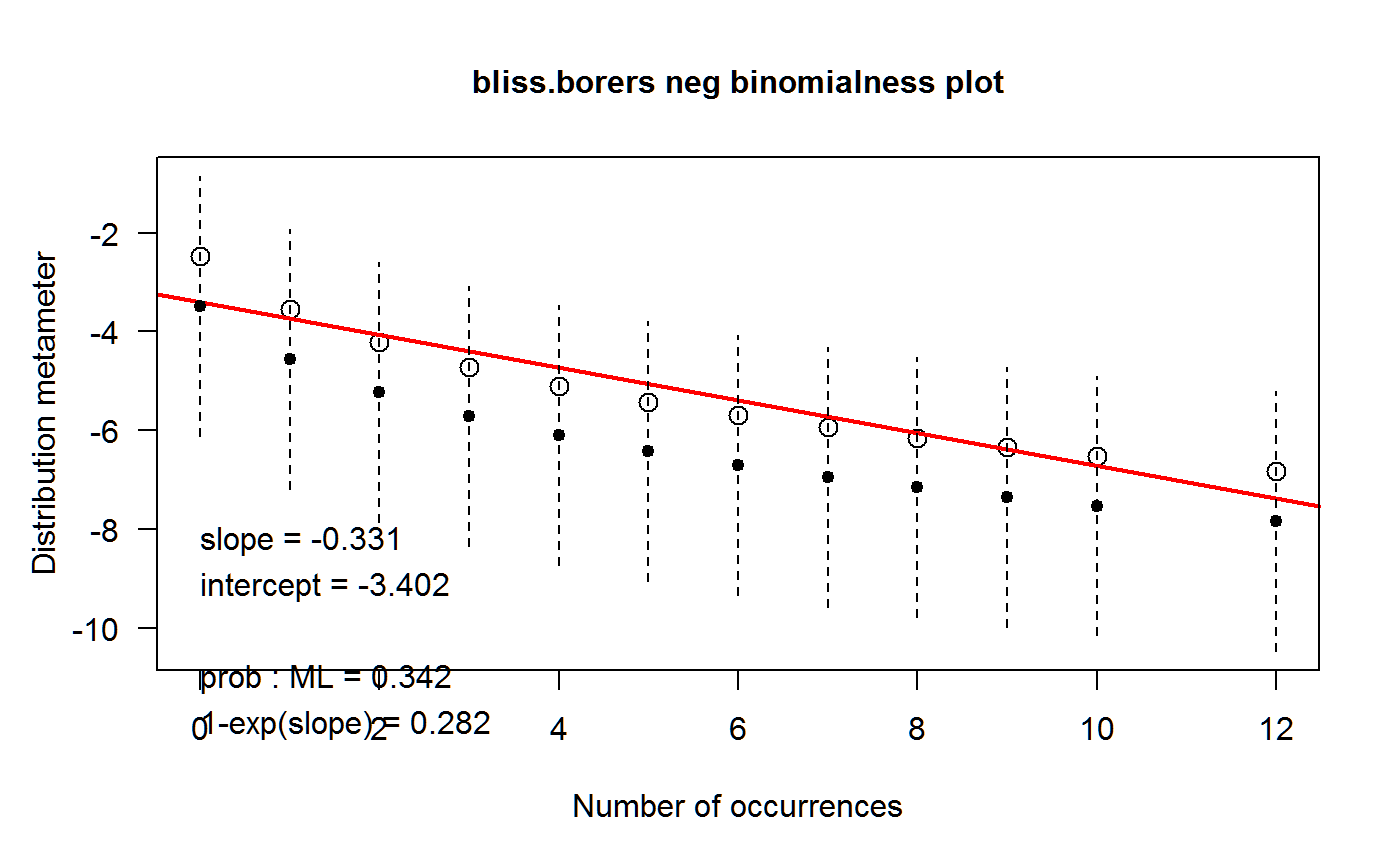 bliss.borers neg binomialness plot
Distribution metameter
-2
-4
-6
-8
-10
slope = -0.331
intercept = -3.402
prob : ML = 0.342
1-exp(slope) = 0.282
0 2 4 6 8 10 12
Number of occurrences